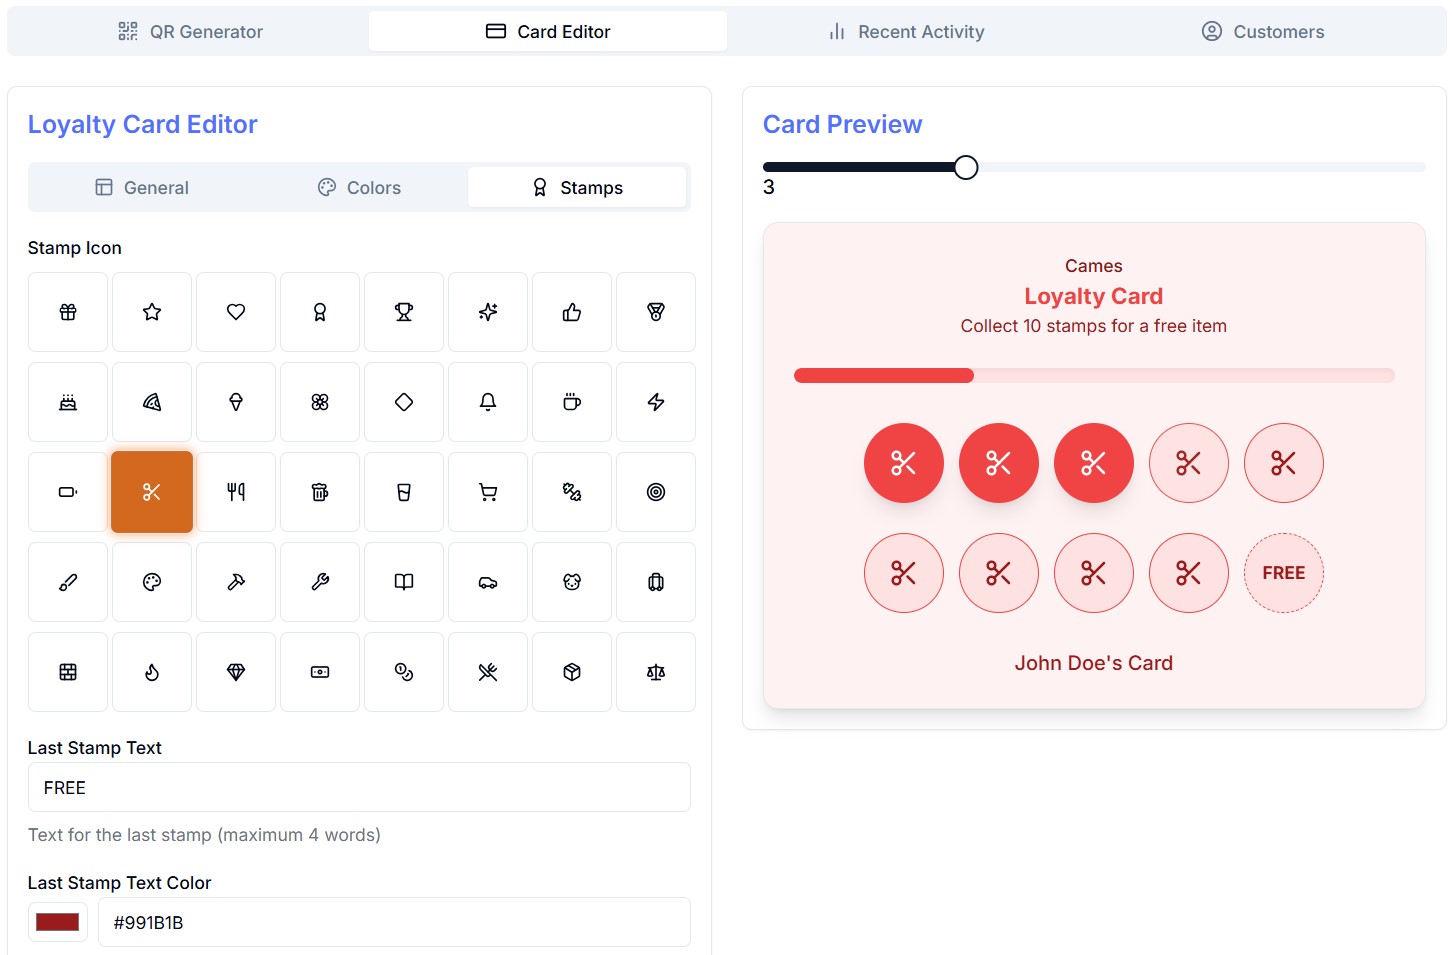 QR Generator
Card Editor
Recent Activity
Customers
Loyalty Card Editor
General
Colors
Stamps
Stamp Icon
Last Stamp Text
FREE
Text for the last stamp (maximum 4 words)
Last Stamp Text Color
#991B1B
Card Preview
3
Cames
Loyalty Card
Collect 10 stamps for a free item
FREE
John Doe's Card